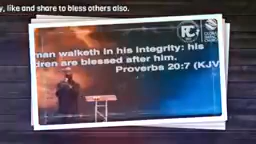 y, like and share to bless others also.
man walketh in his integrity: his
dren are blessed after him.
Proverbs 20:7 (KJV